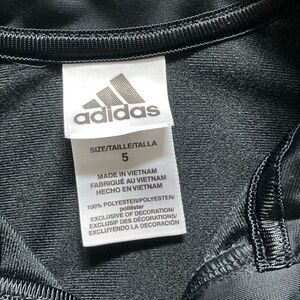 adidas
SIZE/TAILLE/TALLA
5
MADE IN VIETNAM
FABRIQUÉ AU VIETNAM
HECHO EN VIETNAM
100% POLYESTER/POLYESTER/
poliéster
EXCLUSIVE OF DECORATION/
EXCLUSIF DES DÉCORATIONS/
EXCLUYENDO LA DECORACIÓN